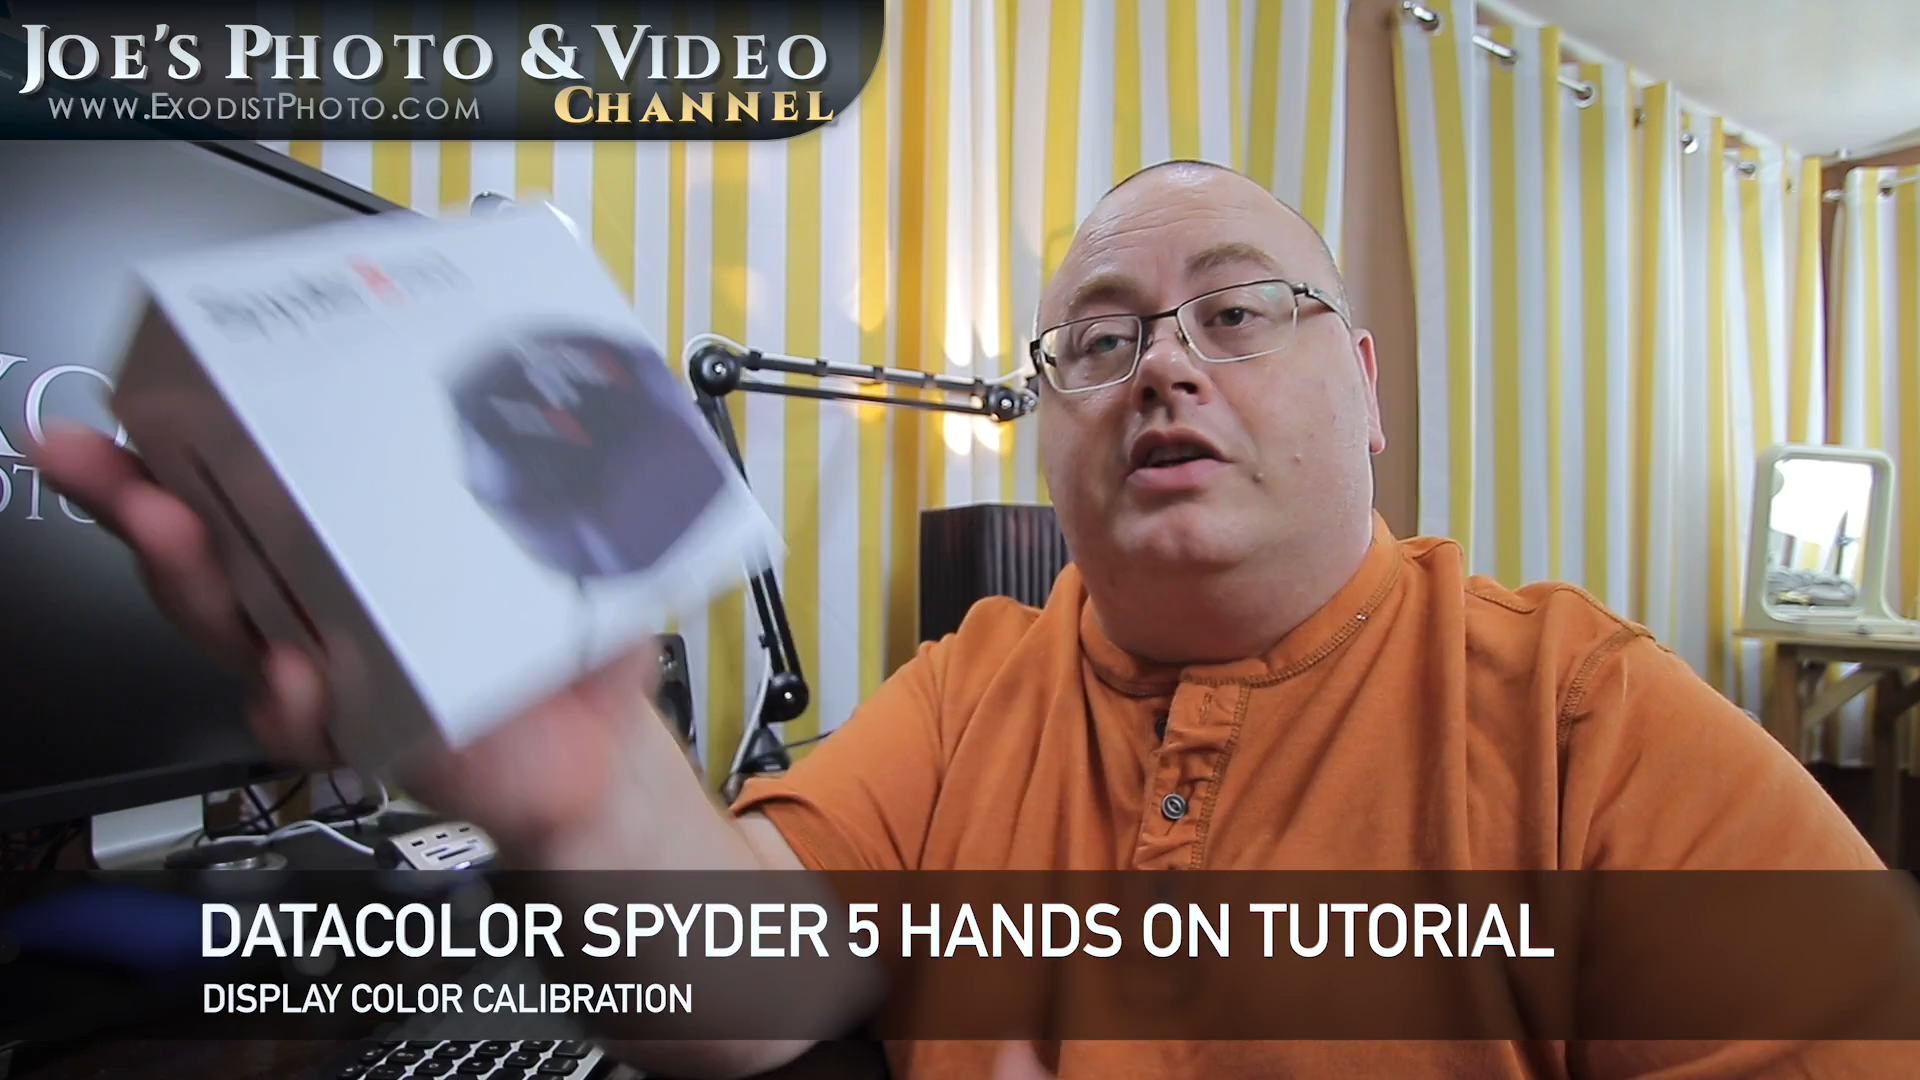 JOE'S PHOTO & VIDEO
CHANNEL
WWW.EXODISTPHOTO.COM
DATACOLOR SPYDER 5 HANDS ON TUTORIAL
DISPLAY COLOR CALIBRATION